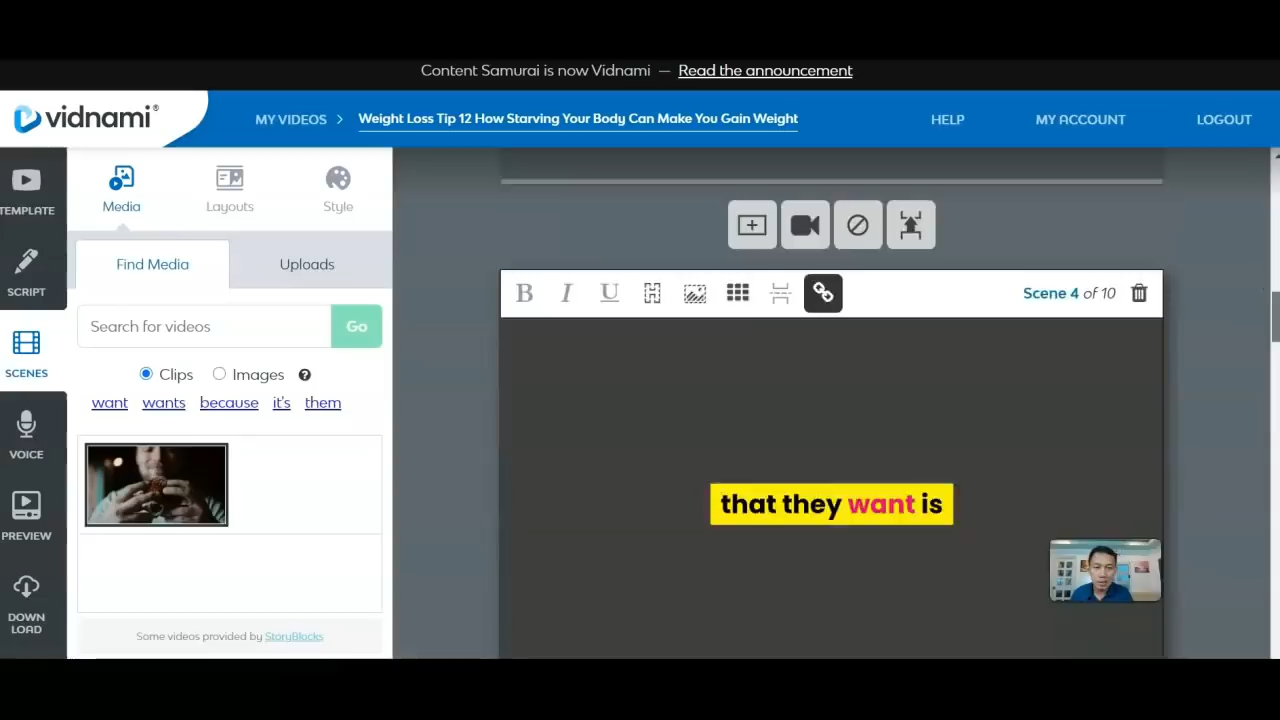 Content Samurai is now Vidnami — Read the announcement
vidnami®
MY VIDEOS > Weight Loss Tip 12 How Starving Your Body Can Make You Gain Weight
HELP
MY ACCOUNT
LOGOUT
TEMPLATE
SCRIPT
SCENES
VOICE
PREVIEW
DOWN
LOAD
Media
Layouts
Style
Find Media
Uploads
Search for videos
Go
Clips
Images
?
want wants because it's them
Some videos provided by StoryBlocks
B I U
Scene 4 of 10
that they want is